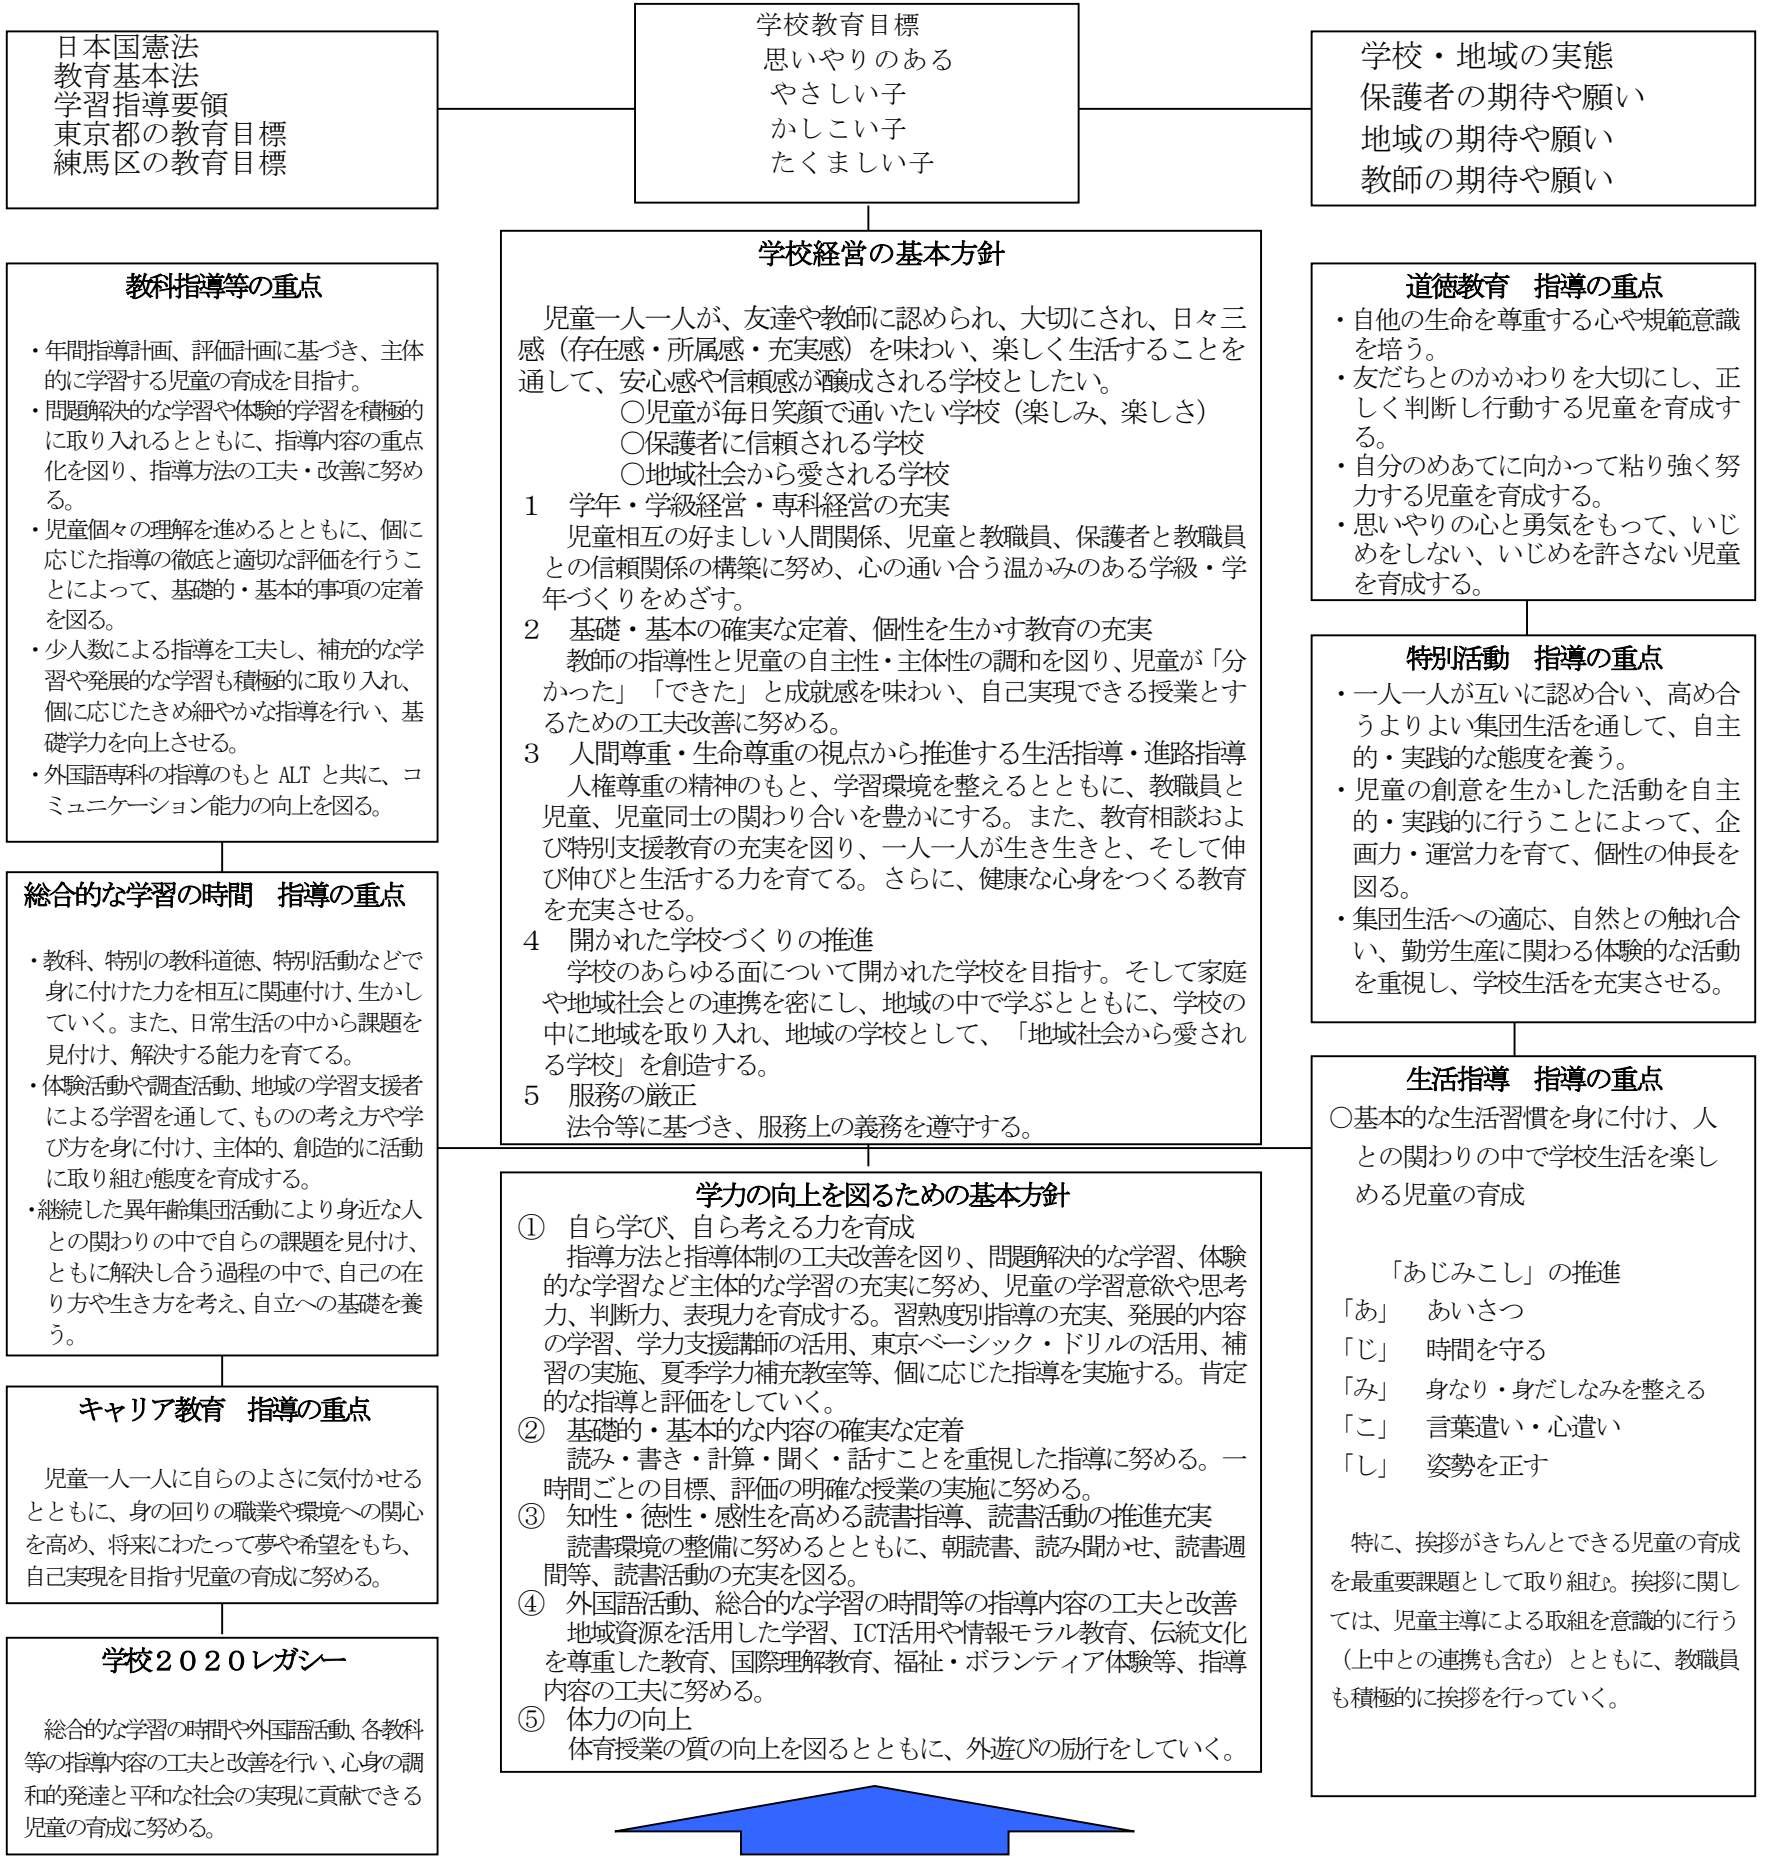 日本国憲法
教育基本法
学習指導要領
東京都の教育目標
練馬区の教育目標
学校教育目標
思いやりのある
やさしい子
かしこい子
たくましい子
学校・地域の実態
保護者の期待や願い
地域の期待や願い
教師の期待や願い
教科指導等の重点
・年間指導計画、評価計画に基づき、主体
的に学習する児童の育成を目指す。
・問題解決的な学習や体験的学習を積極的
に取り入れるとともに、指導内容の重点
化を図り、指導方法の工夫・改善に努め
る。
・児童個々の理解を進めるとともに、個に
応じた指導の徹底と適切な評価を行うこ
とによって、基礎的・基本的事項の定着
を図る。
・少人数による指導を工夫し、補充的な学
習や発展的な学習も積極的に取り入れ、
個に応じたきめ細やかな指導を行い、基
礎学力を向上させる。
・外国語専科の指導のもと ALT と共に、コ
ミュニケーション能力の向上を図る。
総合的な学習の時間　指導の重点
・教科、特別の教科道徳、特別活動などで
身に付けた力を相互に関連付け、生かし
ていく。また、日常生活の中から課題を
見付け、解決する能力を育てる。
・体験活動や調査活動、地域の学習支援者
による学習を通して、ものの考え方や学
び方を身に付け、主体的、創造的に活動
に取り組む態度を育成する。
・継続した異年齢集団活動により身近な人
との関わりの中で自らの課題を見付け、
ともに解決し合う過程の中で、自己の在
り方や生き方を考え、自立への基礎を養
う。
キャリア教育　指導の重点
児童一人一人に自らのよさに気付かせる
とともに、身の回りの職業や環境への関心
を高め、将来にわたって夢や希望をもち、
自己実現を目指す児童の育成に努める。
学校２０２０レガシー
総合的な学習の時間や外国語活動、各教科
等の指導内容の工夫と改善を行い、心身の調
和的発達と平和な社会の実現に貢献できる
児童の育成に努める。
学校経営の基本方針
児童一人一人が、友達や教師に認められ、大切にされ、日々三
感（存在感・所属感・充実感）を味わい、楽しく生活することを
通して、安心感や信頼感が醸成される学校としたい。
○児童が毎日笑顔で通いたい学校（楽しみ、楽しさ）
○保護者に信頼される学校
○地域社会から愛される学校
１　学年・学級経営・専科経営の充実
児童相互の好ましい人間関係、児童と教職員、保護者と教職員
との信頼関係の構築に努め、心の通い合う温かみのある学級・学
年づくりをめざす。
２　基礎・基本の確実な定着、個性を生かす教育の充実
教師の指導性と児童の自主性・主体性の調和を図り、児童が「分
かった」「できた」と成就感を味わい、自己実現できる授業とす
るための工夫改善に努める。
３　人間尊重・生命尊重の視点から推進する生活指導・進路指導
人権尊重の精神のもと、学習環境を整えるとともに、教職員と
児童、児童同士の関わり合いを豊かにする。また、教育相談およ
び特別支援教育の充実を図り、一人一人が生き生きと、そして伸
び伸びと生活する力を育てる。さらに、健康な心身をつくる教育
を充実させる。
４　開かれた学校づくりの推進
学校のあらゆる面について開かれた学校を目指す。そして家庭
や地域社会との連携を密にし、地域の中で学ぶとともに、学校の
中に地域を取り入れ、地域の学校として、「地域社会から愛され
る学校」を創造する。
５　服務の厳正
法令等に基づき、服務上の義務を遵守する。
学力の向上を図るための基本方針
①　自ら学び、自ら考える力を育成
指導方法と指導体制の工夫改善を図り、問題解決的な学習、体験
的な学習など主体的な学習の充実に努め、児童の学習意欲や思考
力、判断力、表現力を育成する。習熟度別指導の充実、発展的内容
の学習、学力支援講師の活用、東京ベーシック・ドリルの活用、補
習の実施、夏季学力補充教室等、個に応じた指導を実施する。肯定
的な指導と評価をしていく。
②　基礎的・基本的な内容の確実な定着
読み・書き・計算・聞く・話すことを重視した指導に努める。一
時間ごとの目標、評価の明確な授業の実施に努める。
③　知性・徳性・感性を高める読書指導、読書活動の推進充実
読書環境の整備に努めるとともに、朝読書、読み聞かせ、読書週
間等、読書活動の充実を図る。
④　外国語活動、総合的な学習の時間等の指導内容の工夫と改善
地域資源を活用した学習、ICT活用や情報モラル教育、伝統文化
を尊重した教育、国際理解教育、福祉・ボランティア体験等、指導
内容の工夫に努める。
⑤　体力の向上
体育授業の質の向上を図るとともに、外遊びの励行をしていく。
道徳教育　指導の重点
・自他の生命を尊重する心や規範意識
を培う。
・友だちとのかかわりを大切にし、正
しく判断し行動する児童を育成す
る。
・自分のめあてに向かって粘り強く努
力する児童を育成する。
・思いやりの心と勇気をもって、いじ
めをしない、いじめを許さない児童
を育成する。
特別活動　指導の重点
・一人一人が互いに認め合い、高め合
うよりよい集団生活を通して、自主
的・実践的な態度を養う。
・児童の創意を生かした活動を自主
的・実践的に行うことによって、企
画力・運営力を育て、個性の伸長を
図る。
・集団生活への適応、自然との触れ合
い、勤労生産に関わる体験的な活動
を重視し、学校生活を充実させる。
生活指導　指導の重点
○基本的な生活習慣を身に付け、人
との関わりの中で学校生活を楽し
める児童の育成
「あじみこし」の推進
「あ」　あいさつ
「じ」　時間を守る
「み」　身なり・身だしなみを整える
「こ」　言葉遣い・心遣い
「し」　姿勢を正す
特に、挨拶がきちんとできる児童の育成
を最重要課題として取り組む。挨拶に関し
ては、児童主導による取組を意識的に行う
（上中との連携も含む）とともに、教職員
も積極的に挨拶を行っていく。